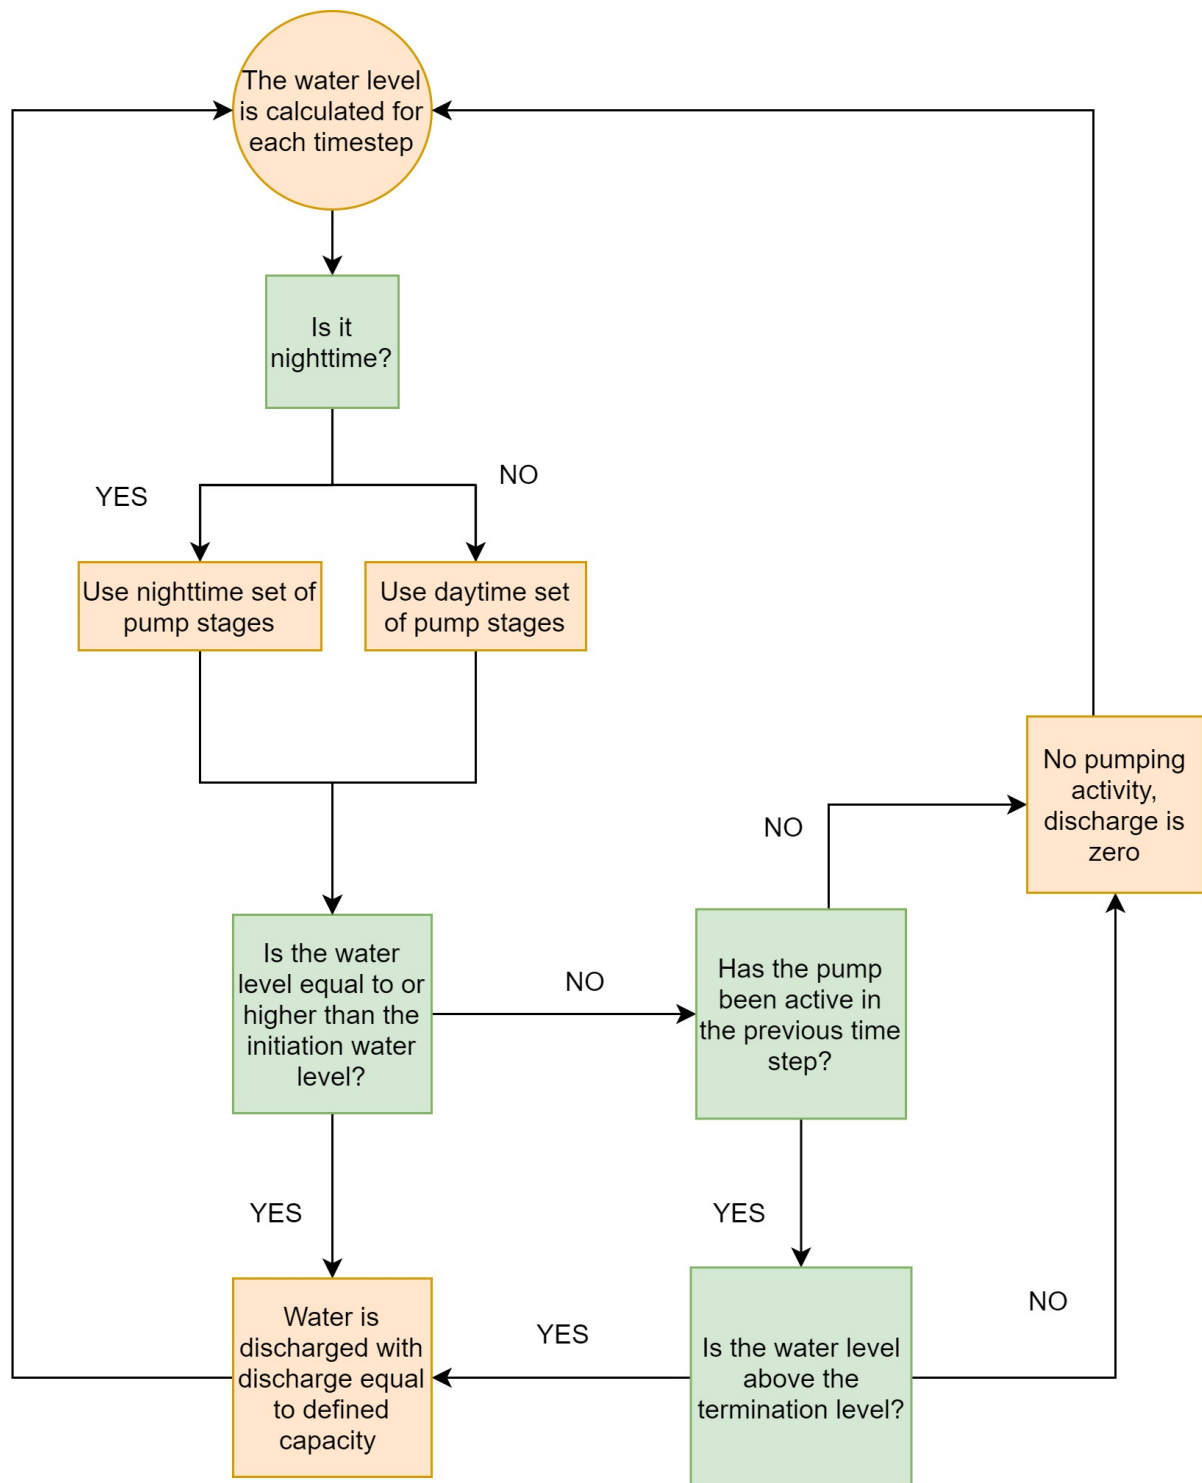 The water level
is calculated for
each timestep
Is it
nighttime?
YES
NO
Use nighttime set of
pump stages
Use daytime set
of pump stages
No pumping
activity,
discharge is
zero
NO
Is the water
level equal to or
higher than the
initiation water
level?
NO
Has the pump
been active in
the previous time
step?
YES
YES
NO
Water is
discharged with
discharge equal
to defined
capacity
YES
Is the water level
above the
termination level?